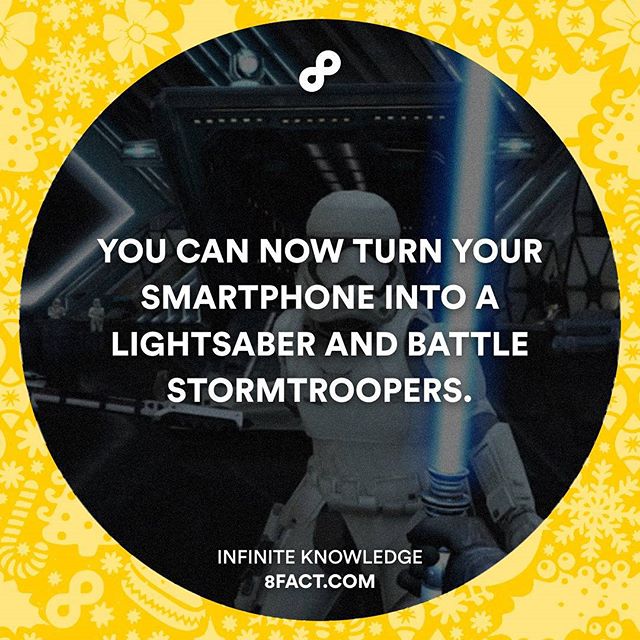 YOU CAN NOW TURN YOUR
SMARTPHONE INTO A
LIGHTSABER AND BATTLE
STORMTROOPERS.
INFINITE KNOWLEDGE
8FACT.COM